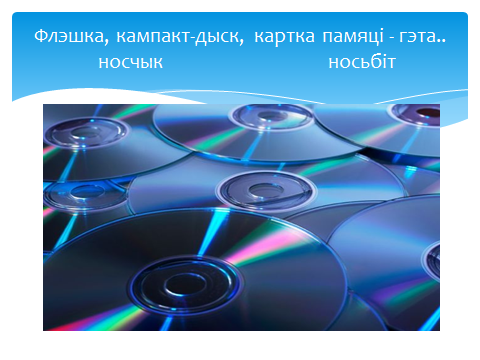 Флэшка, кампакт-дыск, картка памяці - гэта..
носчык носьбіт